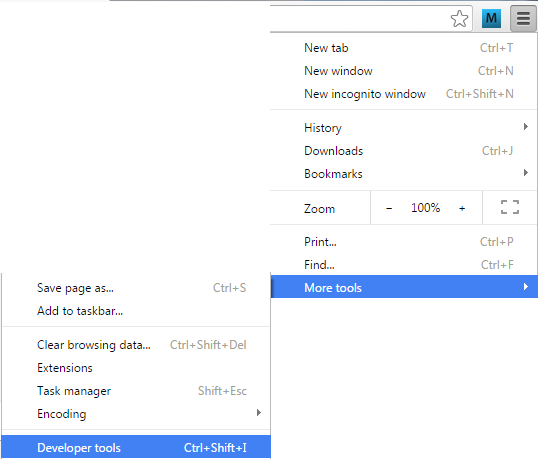 M
New tab Ctrl+T
New window Ctrl+N
New incognito window Ctrl+Shift+N
History
Downloads Ctrl+J
Bookmarks
Zoom − 100% +
Print... Ctrl+P
Find... Ctrl+F
More tools
Save page as... Ctrl+S
Add to taskbar...
Clear browsing data... Ctrl+Shift+Del
Extensions
Task manager Shift+Esc
Encoding
Developer tools Ctrl+Shift+I